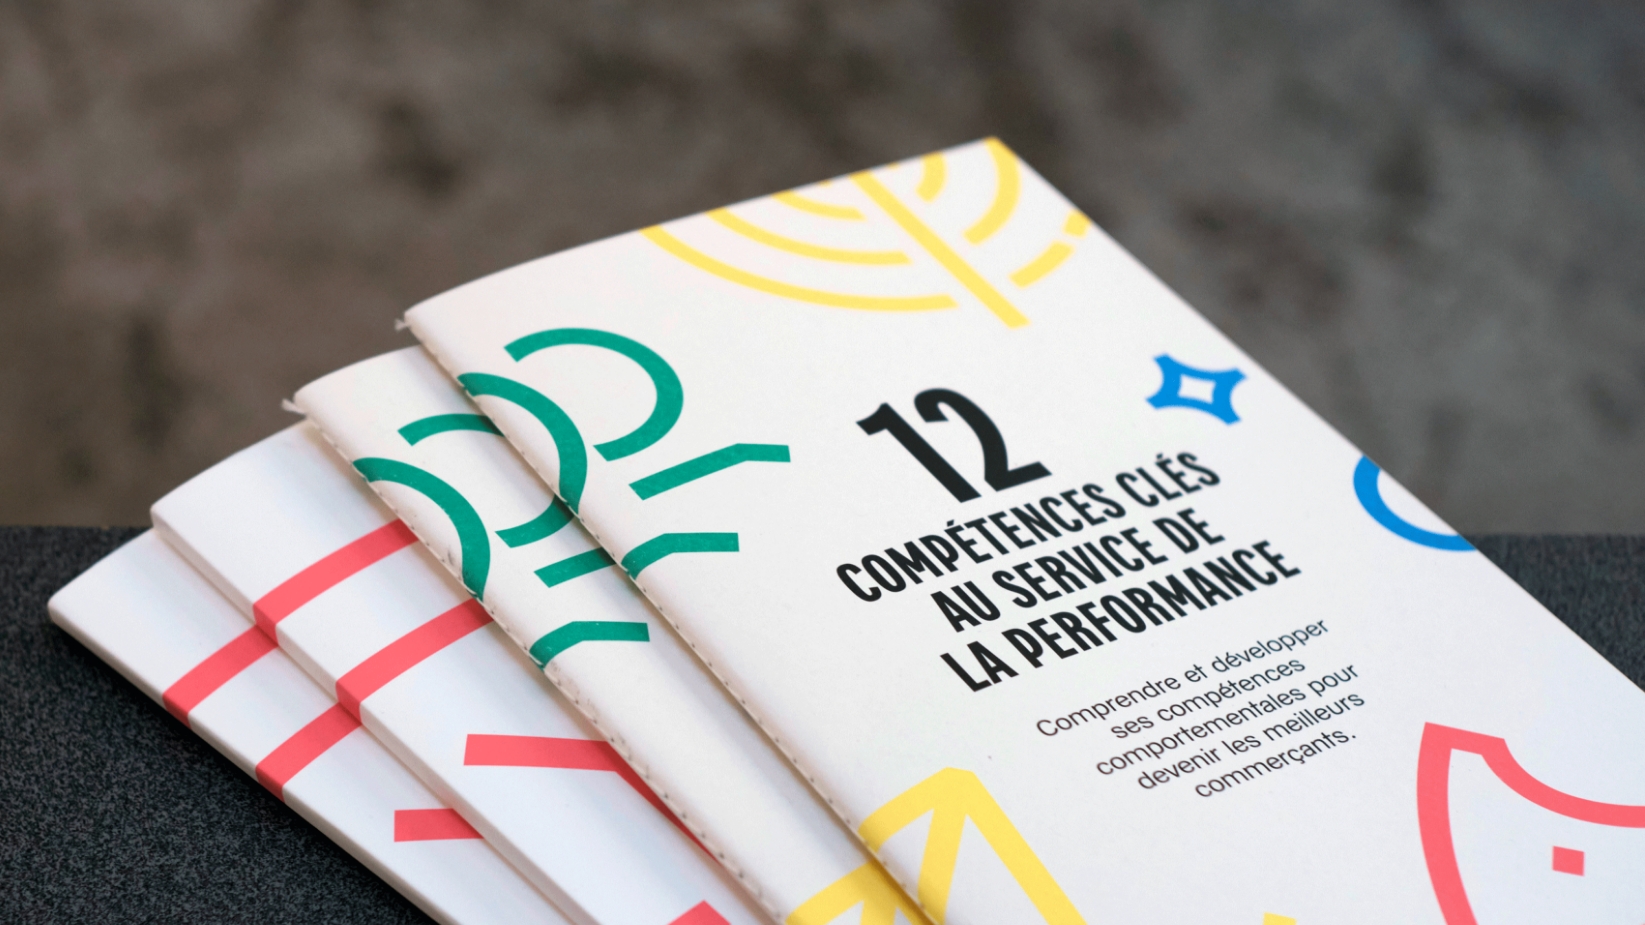 12
COMPÉTENCES CLÉS
AU SERVICE DE
LA PERFORMANCE
Comprendre et développer
ses compétences
comportementales pour
devenir les meilleurs
commerçants.